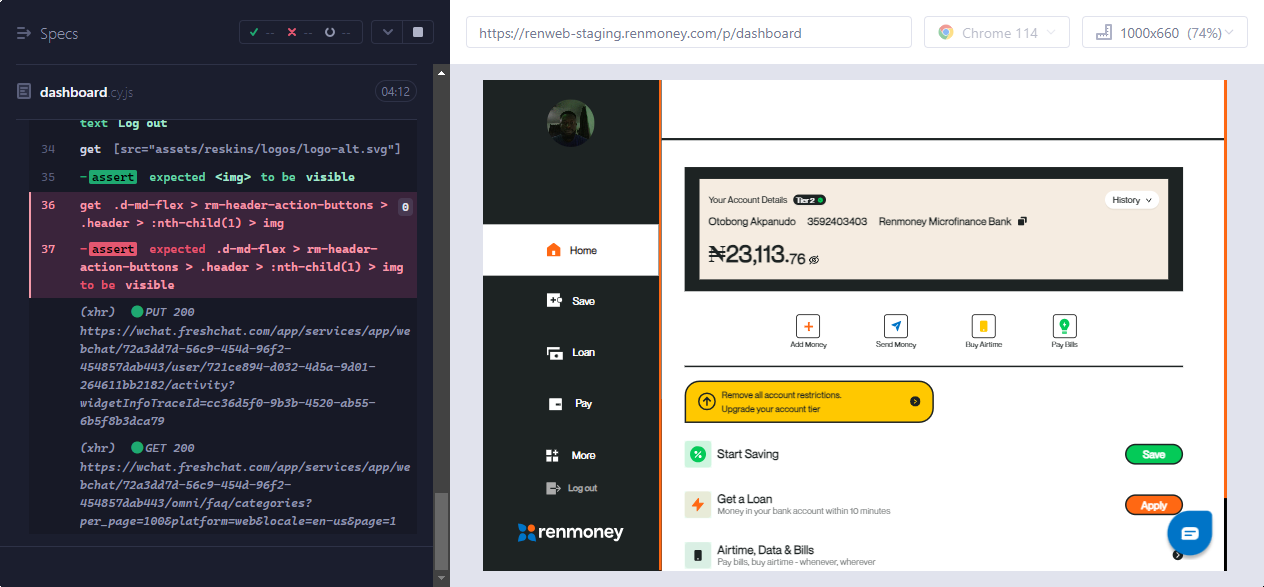 Specs
-- -- --
dashboard.cy.js
04:12
text Log out
34 get [src="assets/reskins/logos/logo-alt.svg"]
35 -assert expected <img> to be visible
36 get .d-md-flex > rm-header-action-buttons > 0
.header > :nth-child(1) > img
37 -assert expected .d-md-flex > rm-header-
action-buttons > .header > :nth-child(1) > img
to be visible
(xhr) PUT 200
https://wchat.freshchat.com/app/services/app/we
bchat/72a3dd7d-56c9-454d-96f2-
454857dab443/user/721ce894-d032-4d5a-9d01-
264611bb2182/activity?
widgetInfoTraceId=cc36d5f0-9b3b-4520-ab55-
6b5f8b3dca79
(xhr) GET 200
https://wchat.freshchat.com/app/services/app/we
bchat/72a3dd7d-56c9-454d-96f2-
454857dab443/omni/faq/categories?
per_page=100&platform=web&locale=en-us&page=1
https://renweb-staging.renmoney.com/p/dashboard
Chrome 114
1000x660 (74%)
Home
Save
Loan
Pay
More
Log out
renmoney
Your Account Details Tier 2
History
Otobong Akpanudo 3592403403 Renmoney Microfinance Bank
₦23,113.76
Add Money
Send Money
Buy Airtime
Pay Bills
Remove all account restrictions.
Upgrade your account tier
Start Saving
Save
Get a Loan
Money in your bank account within 10 minutes
Apply
Airtime, Data & Bills
Pay bills, buy airtime - whenever, wherever